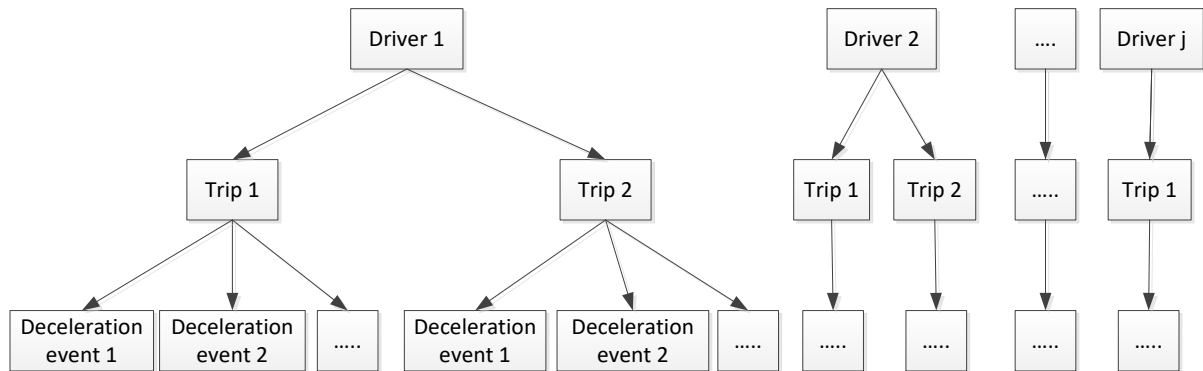 Driver 1
Driver 2
....
Driver j
Trip 1
Trip 2
Trip 1
Trip 2
.....
Trip 1
Deceleration
event 1
Deceleration
event 2
.....
Deceleration
event 1
Deceleration
event 2
.....
.....
.....
.....
.....